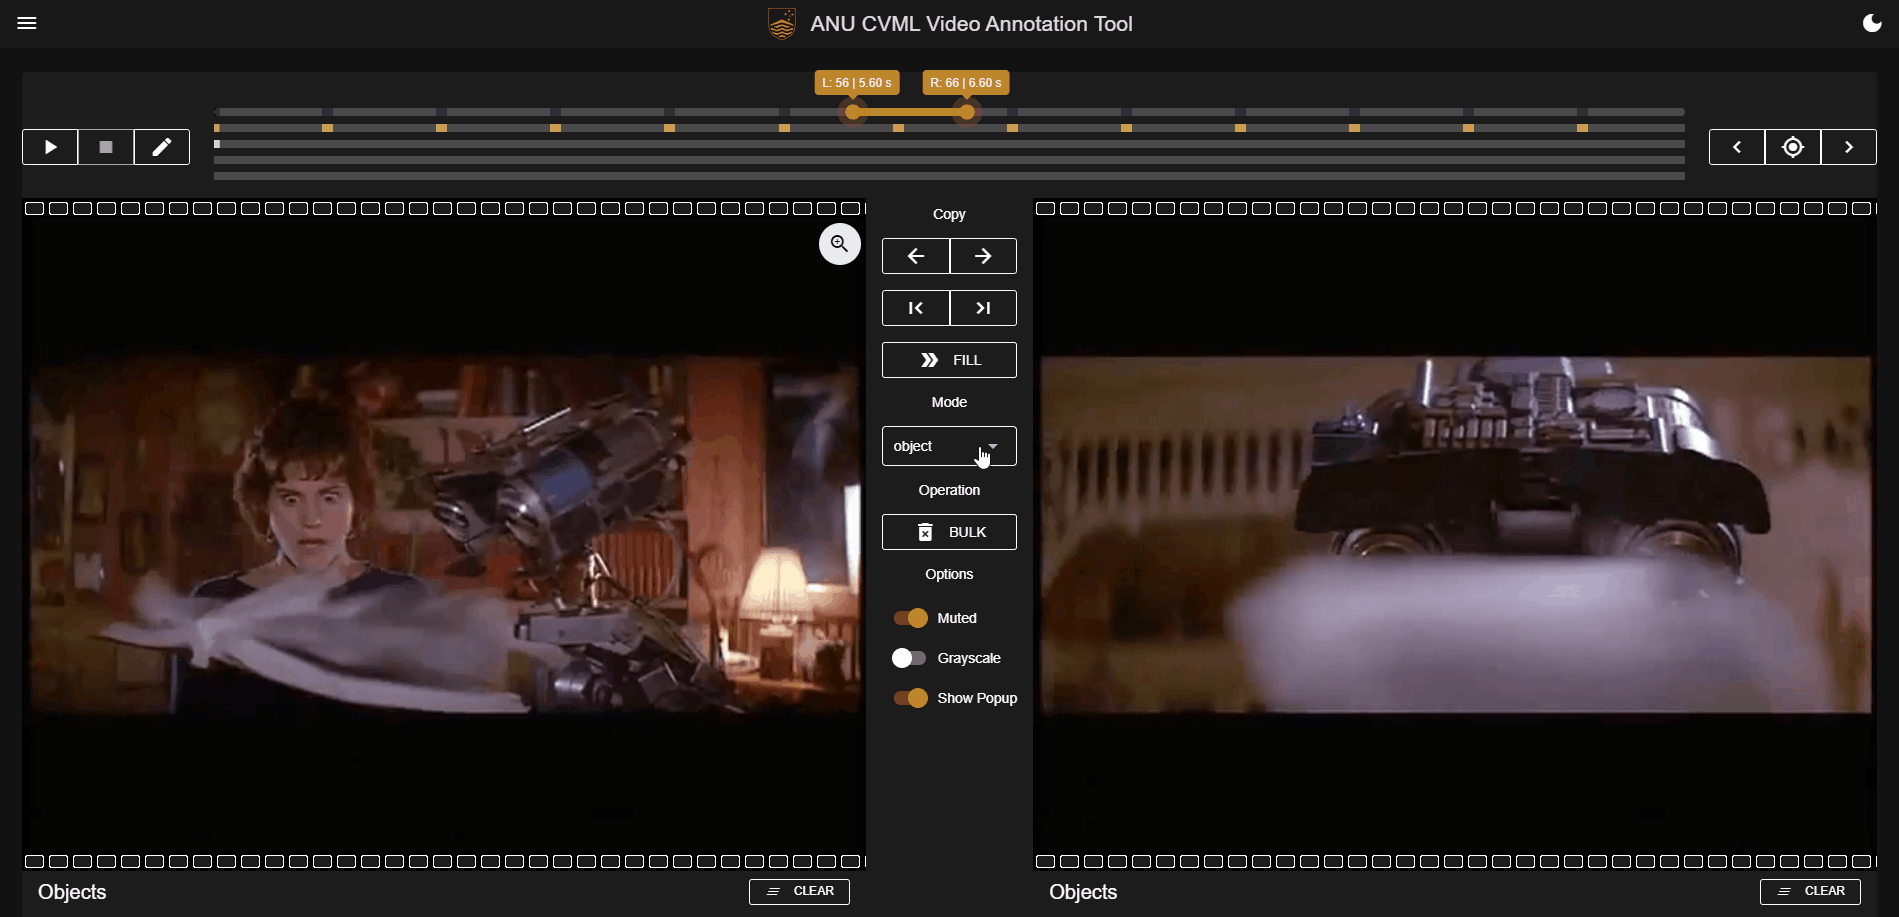 ANU CVML Video Annotation Tool
L: 56 | 5.60 s
R: 66 | 6.60 s
Copy
FILL
Mode
object
Operation
BULK
Options
Muted
Grayscale
Show Popup
Objects
CLEAR
Objects
CLEAR